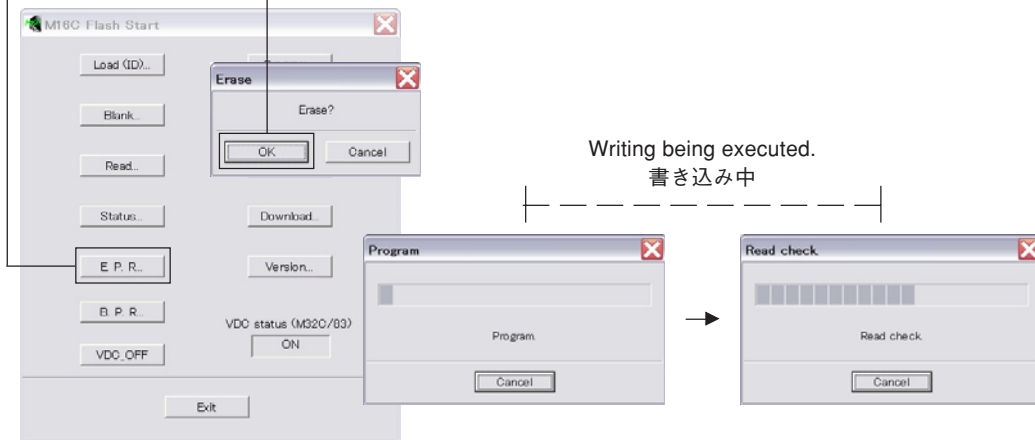 M16C Flash Start
Load (ID)...
Blank...
Read...
Status...
Download...
E. P. R...
Version...
B. P. R...
VDC_OFF
VDC status (M32C/83)
ON
Exit
Erase
Erase?
OK
Cancel
Writing being executed.
書き込み中
Program
Program.
Cancel
Read check.
Read check.
Cancel